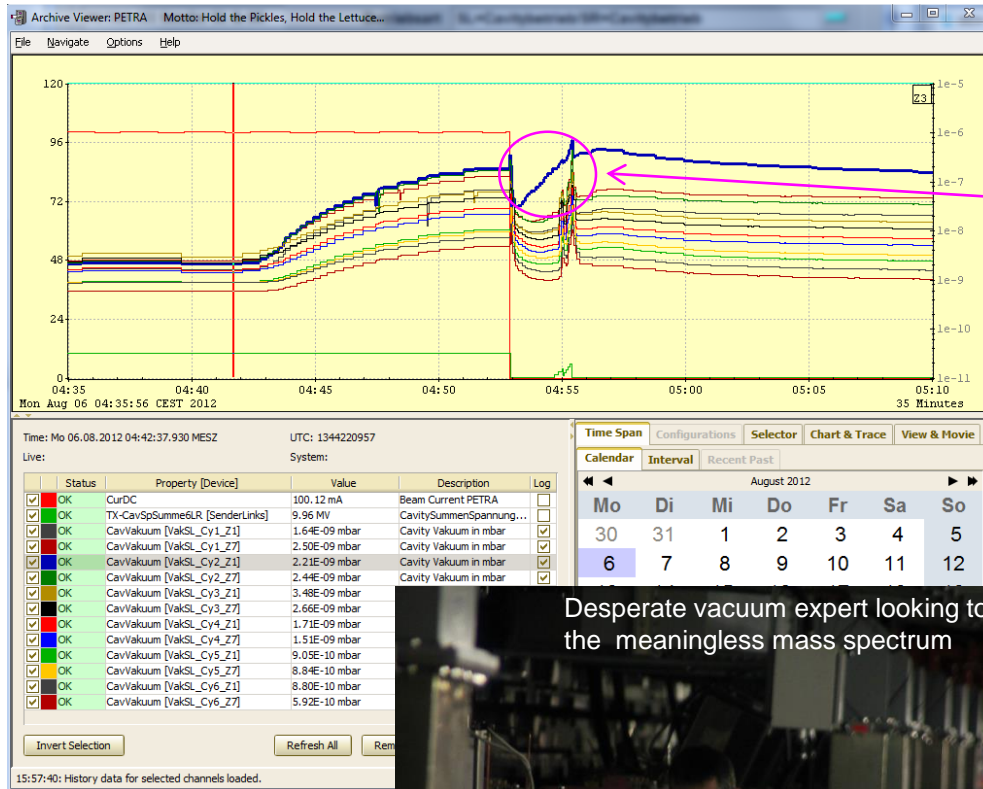 Archive Viewer: PETRA Motto: Hold the Pickles, Hold the Lettuce...
File Navigate Options Help
120
96
72
48
24
0
Z3
1e-5
1e-6
1e-7
1e-8
1e-9
1e-10
1e-11
04:35 04:40 04:45 04:50 04:55 05:00 05:05 05:10
Mon Aug 06 04:35:56 CEST 2012 35 Minutes
Time: Mo 06.08.2012 04:42:37.930 MESZ UTC: 1344220957
Live: System:
Status Property [Device] Value Description Log
OK CurDC 100.12 mA Beam Current PETRA
OK TX-CavSpSumme6LR [SenderLinks] 9.96 MV CavitySummenSpannung...
OK CavVakuum [VakSL_Cy1_Z1] 1.64E-09 mbar Cavity Vakuum in mbar
OK CavVakuum [VakSL_Cy1_Z7] 2.50E-09 mbar Cavity Vakuum in mbar
OK CavVakuum [VakSL_Cy2_Z1] 2.21E-09 mbar Cavity Vakuum in mbar
OK CavVakuum [VakSL_Cy2_Z7] 2.44E-09 mbar Cavity Vakuum in mbar
OK CavVakuum [VakSL_Cy3_Z1] 3.48E-09 mbar
OK CavVakuum [VakSL_Cy3_Z7] 2.66E-09 mbar
OK CavVakuum [VakSL_Cy4_Z1] 1.71E-09 mbar
OK CavVakuum [VakSL_Cy4_Z7] 1.51E-09 mbar
OK CavVakuum [VakSL_Cy5_Z1] 9.05E-10 mbar
OK CavVakuum [VakSL_Cy5_Z7] 8.84E-10 mbar
OK CavVakuum [VakSL_Cy6_Z1] 8.80E-10 mbar
OK CavVakuum [VakSL_Cy6_Z7] 5.92E-10 mbar
Invert Selection Refresh All Rem
15:57:40: History data for selected channels loaded.
Time Span Configurations Selector Chart & Trace View & Movie
Calendar Interval Recent Past
August 2012
Mo Di Mi Do Fr Sa So
30 31 1 2 3 4 5
6 7 8 9 10 11 12
Desperate vacuum expert looking to
the meaningless mass spectrum